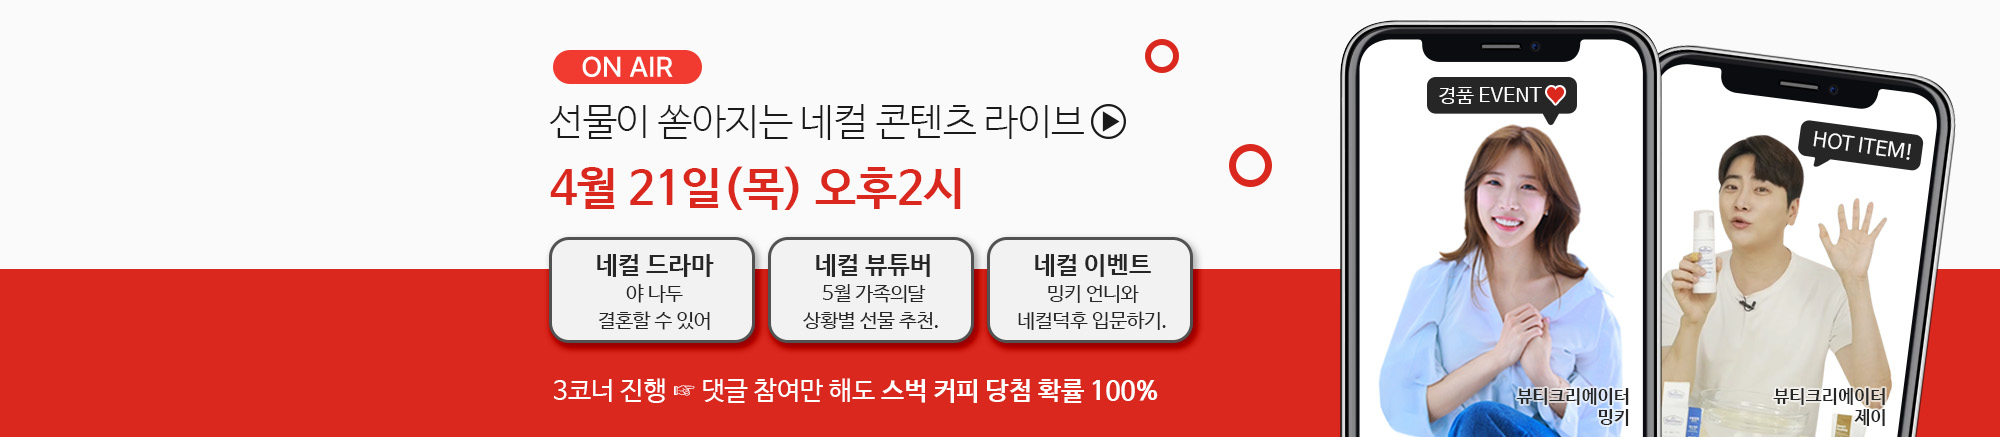 ON AIR
선물이 쏟아지는 네컬 콘텐츠 라이브
4월 21일(목) 오후2시
네컬 드라마
야 나두
결혼할 수 있어
네컬 뷰튜버
5월 가족의달
상황별 선물 추천.
네컬 이벤트
밍키 언니와
네컬덕후 입문하기.
3코너 진행 ☞ 댓글 참여만 해도 스벅 커피 당첨 확률 100%
경품 EVENT
뷰티크리에이터
밍키
HOT ITEM!
뷰티크리에이터
제이